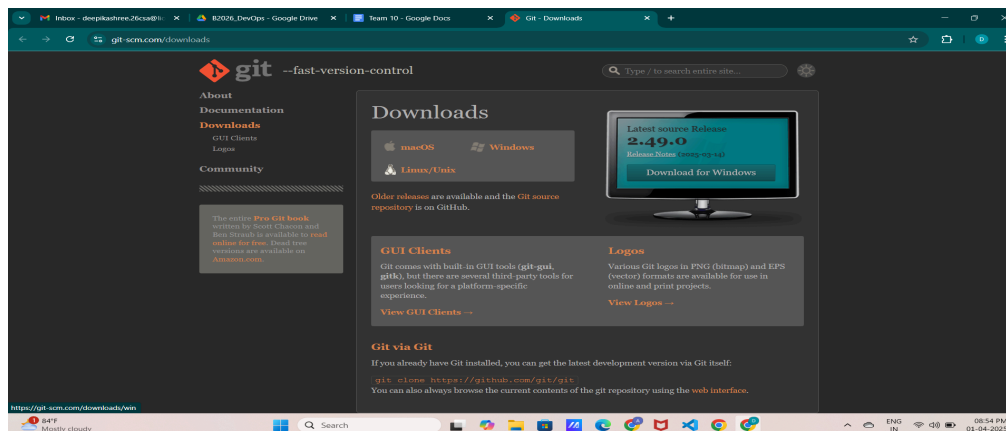 Inbox - deepikashree.26csa@li
B2026_DevOps - Google Drive
Team 10 - Google Docs
Git - Downloads
git-scm.com/downloads
git --fast-version-control
Type / to search entire site...
About
Documentation
Downloads
GUI Clients
Logos
Community
The entire Pro Git book
written by Scott Chacon and
Ben Straub is available to read
online for free. Dead tree
versions are available on
Amazon.com.
Downloads
macOS
Windows
Linux/Unix
Older releases are available and the Git source
repository is on GitHub.
Latest source Release
2.49.0
Release Notes (2025-03-14)
Download for Windows
GUI Clients
Git comes with built-in GUI tools (git-gui,
gitk), but there are several third-party tools for
users looking for a platform-specific
experience.
View GUI Clients →
Logos
Various Git logos in PNG (bitmap) and EPS
(vector) formats are available for use in
online and print projects.
View Logos →
Git via Git
If you already have Git installed, you can get the latest development version via Git itself:
git clone https://github.com/git/git
You can also always browse the current contents of the git repository using the web interface.
https://git-scm.com/downloads/win
1
84°F
Mostly cloudy
Search
ENG
IN
08:54 PM
01-04-2025